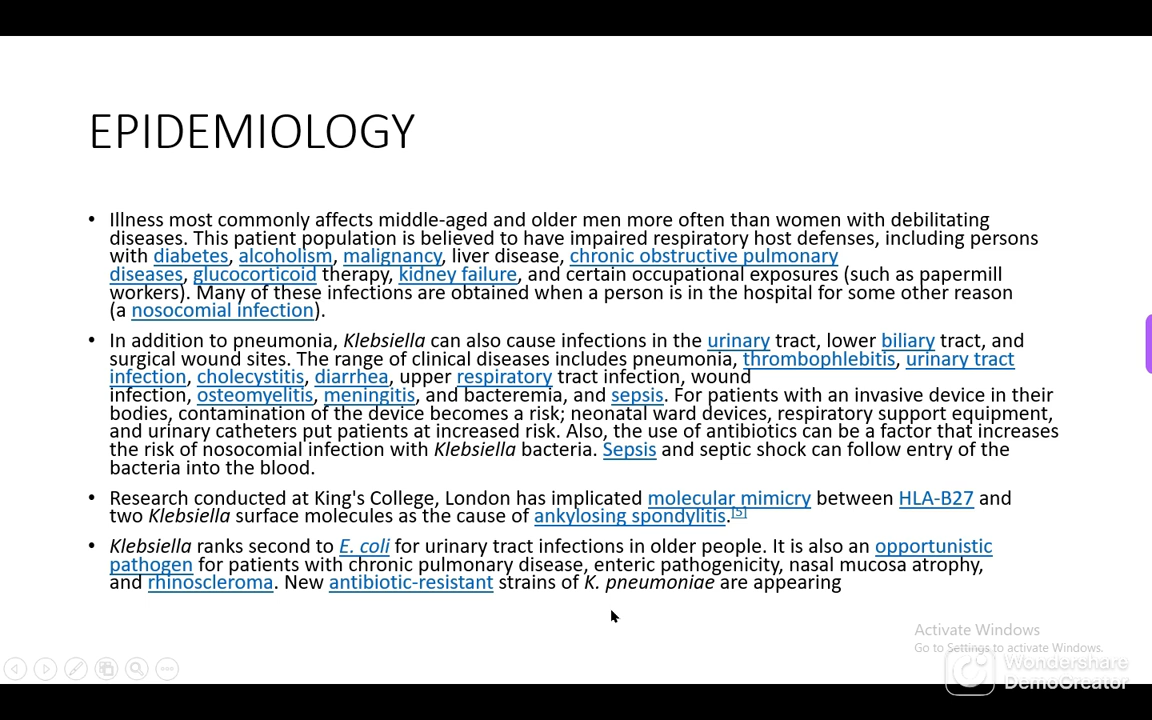 EPIDEMIOLOGY
• Illness most commonly affects middle-aged and older men more often than women with debilitating
diseases. This patient population is believed to have impaired respiratory host defenses, including persons
with diabetes, alcoholism, malignancy, liver disease, chronic obstructive pulmonary
diseases, glucocorticoid therapy, kidney failure, and certain occupational exposures (such as papermill
workers). Many of these infections are obtained when a person is in the hospital for some other reason
(a nosocomial infection).
• In addition to pneumonia, Klebsiella can also cause infections in the urinary tract, lower biliary tract, and
surgical wound sites. The range of clinical diseases includes pneumonia, thrombophlebitis, urinary tract
infection, cholecystitis, diarrhea, upper respiratory tract infection, wound
infection, osteomyelitis, meningitis, and bacteremia, and sepsis. For patients with an invasive device in their
bodies, contamination of the device becomes a risk; neonatal ward devices, respiratory support equipment,
and urinary catheters put patients at increased risk. Also, the use of antibiotics can be a factor that increases
the risk of nosocomial infection with Klebsiella bacteria. Sepsis and septic shock can follow entry of the
bacteria into the blood.
• Research conducted at King's College, London has implicated molecular mimicry between HLA-B27 and
two Klebsiella surface molecules as the cause of ankylosing spondylitis.[5]
• Klebsiella ranks second to E. coli for urinary tract infections in older people. It is also an opportunistic
pathogen for patients with chronic pulmonary disease, enteric pathogenicity, nasal mucosa atrophy,
and rhinoscleroma. New antibiotic-resistant strains of K. pneumoniae are appearing
Activate Windows
Go to Settings to activate Windows.
Wondershare
DemoCreator